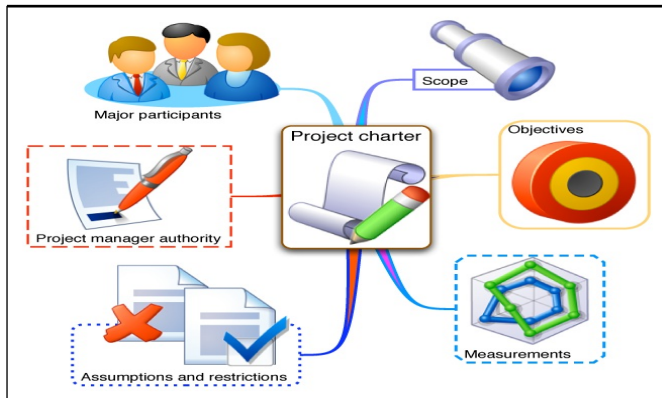 Major participants
Scope
Project charter
Objectives
Project manager authority
Assumptions and restrictions
Measurements